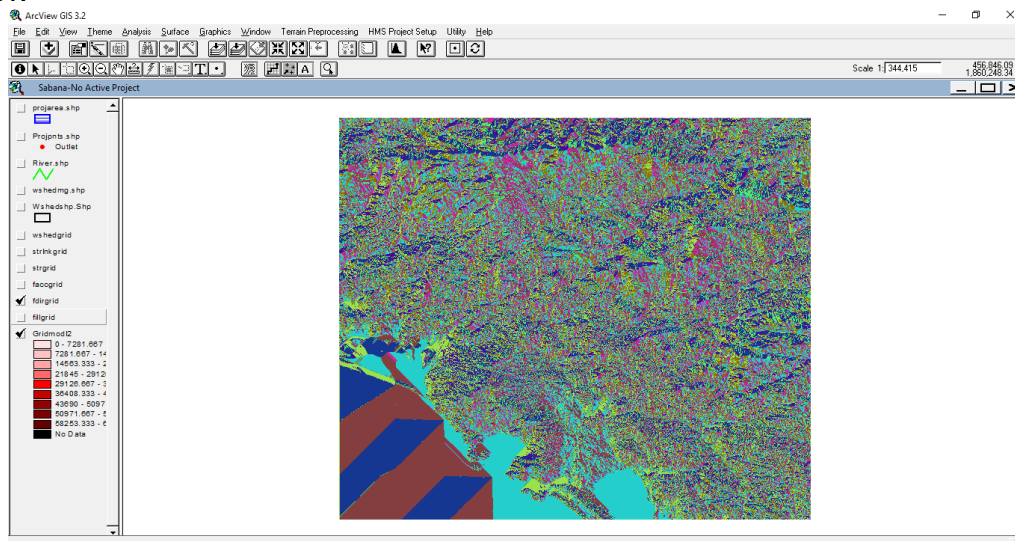 ArcView GIS 3.2
File Edit View Theme Analysis Surface Graphics Window Terrain Preprocessing HMS Project Setup Utility Help
Scale 1: 344,415
456,846.09
1,860,248.34
Sabana-No Active Project
projarea.shp
Projpnts.shp
Outlet
River.shp
wshedmg.shp
Wshedshp.Shp
wshedgrid
strlnkgrid
strgrid
faccgrid
fdirgrid
fillgrid
Gridmodl2
0 - 7281.667
7281.667 - 14
14563.333 - 2
21845 - 2912
29126.667 - 3
36408.333 - 4
43690 - 5097
50971.667 - 5
58253.333 - 6
No Data